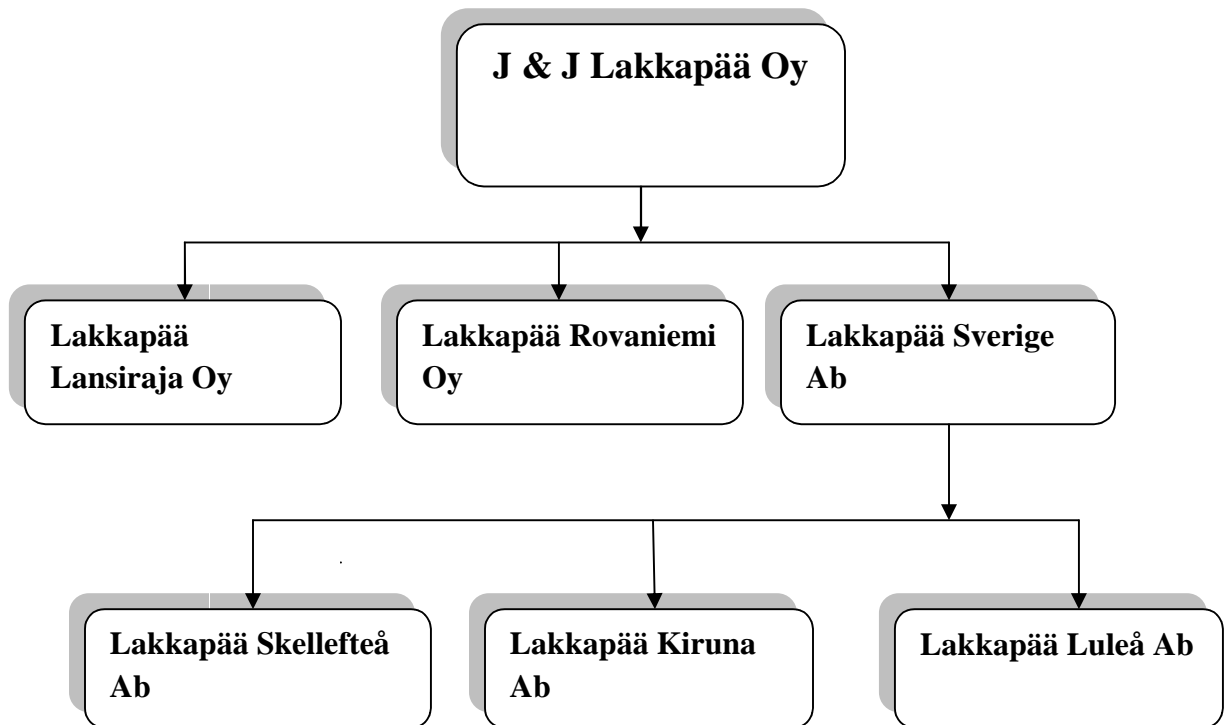 J & J Lakkapää Oy
Lakkapää
Lansiraja Oy
Lakkapää Rovaniemi
Oy
Lakkapää Sverige
Ab
Lakkapää Skellefteå
Ab
Lakkapää Kiruna
Ab
Lakkapää Luleå Ab